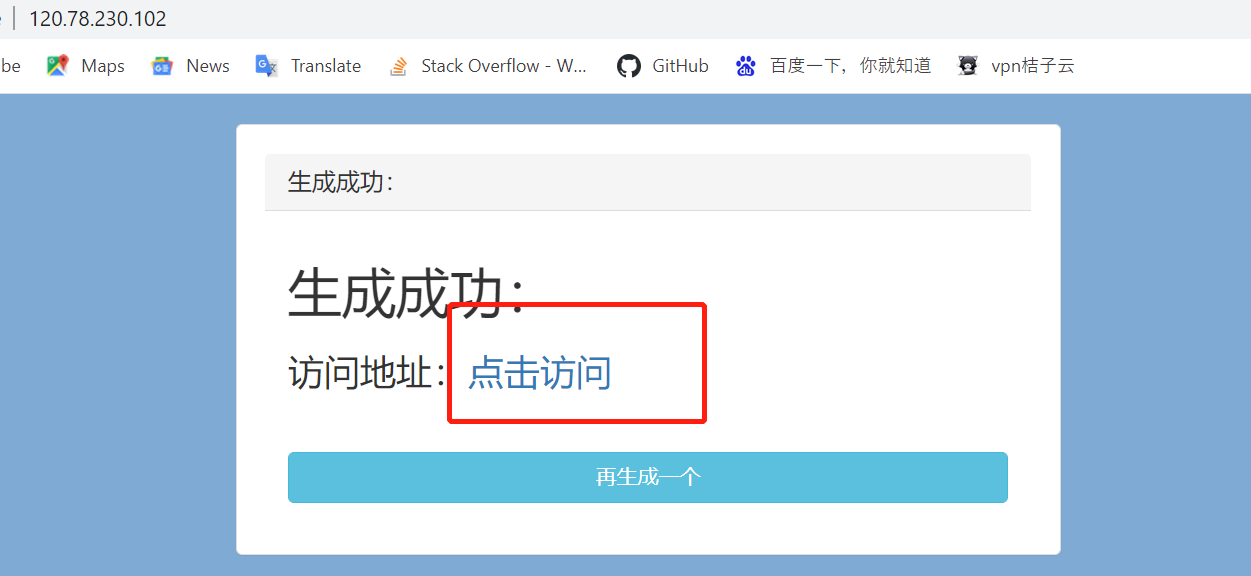 120.78.230.102
be Maps News Translate Stack Overflow - W... GitHub 百度一下，你就知道 vpn桔子云
生成成功：
生成成功：
访问地址：点击访问
再生成一个